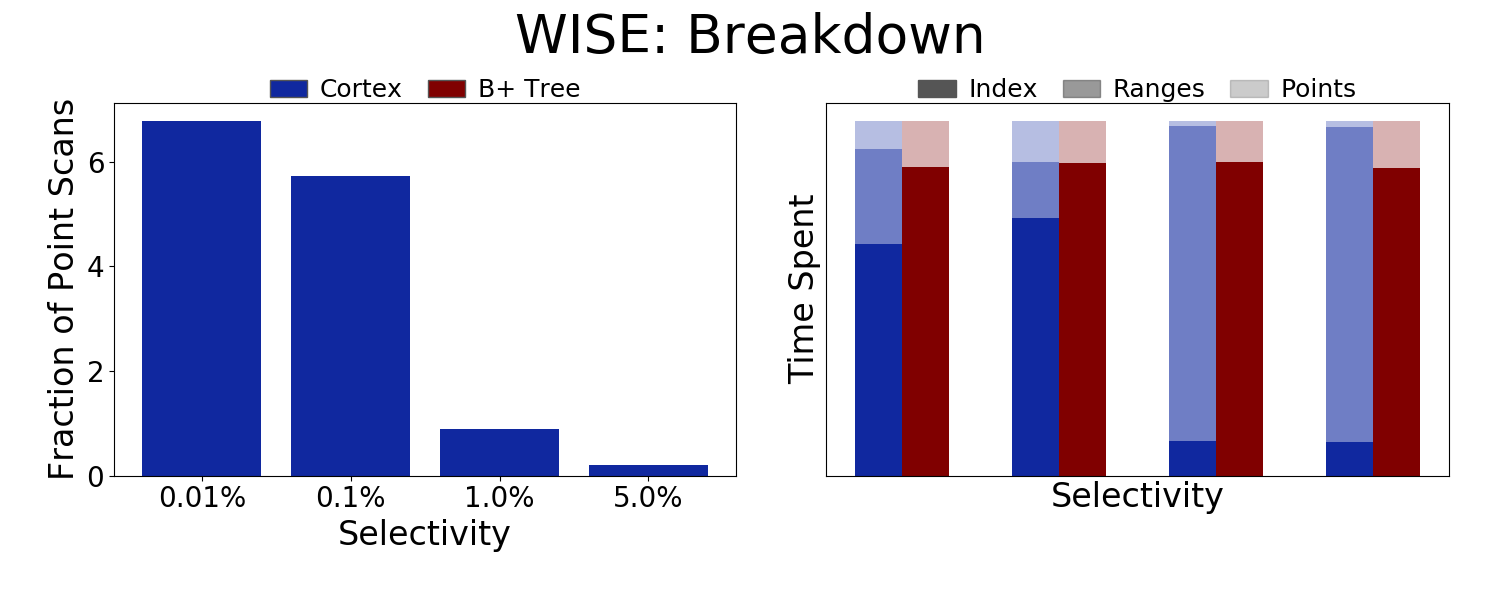 WISE: Breakdown
Cortex B+ Tree
Fraction of Point Scans
6
4
2
0
0.01% 0.1% 1.0% 5.0%
Selectivity
Index Ranges Points
Time Spent
Selectivity